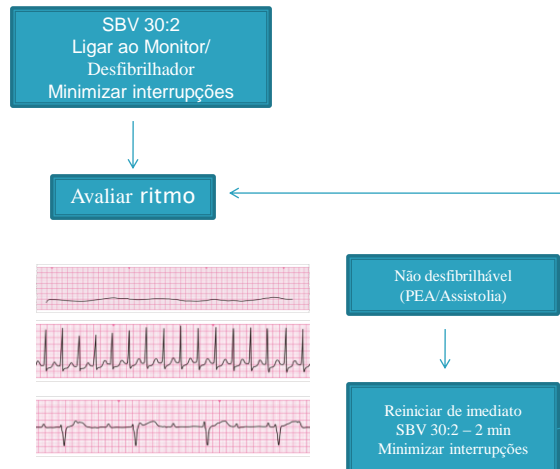 SBV 30:2
Ligar ao Monitor/
Desfibrilhador
Minimizar interrupções
Avaliar ritmo
Não desfibrilhável
(PEA/Assistolia)
Reiniciar de imediato
SBV 30:2 – 2 min
Minimizar interrupções